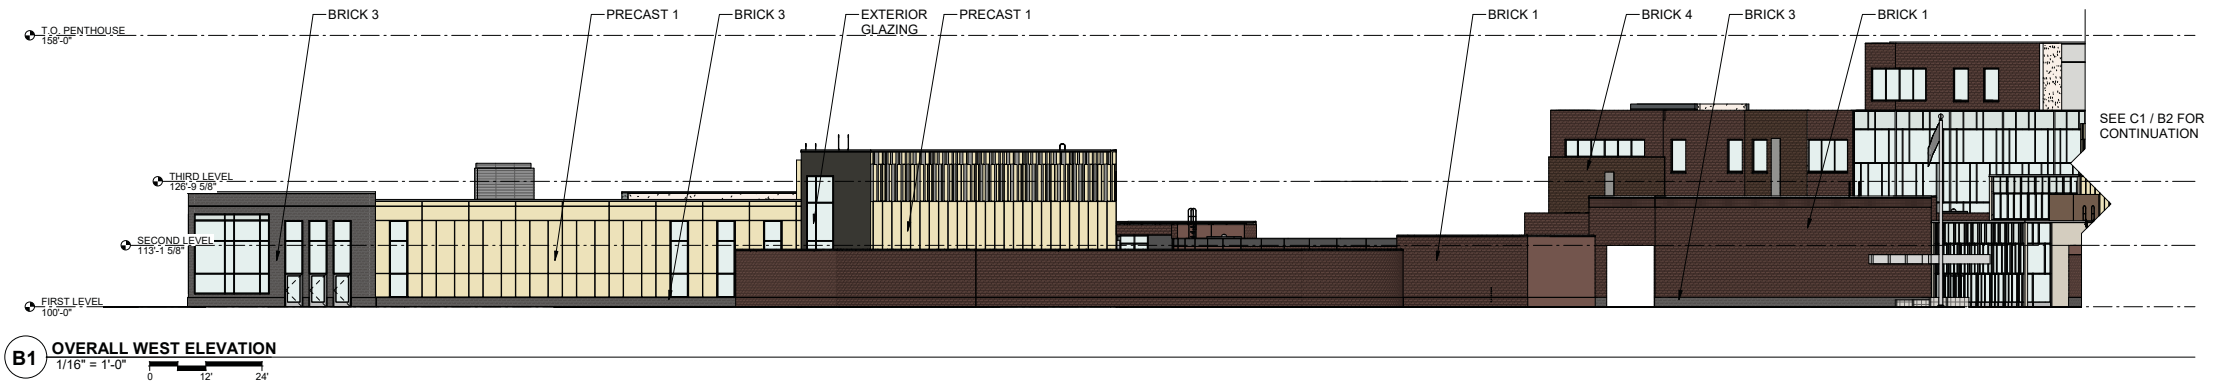 BRICK 3
PRECAST 1
BRICK 3
EXTERIOR
GLAZING
PRECAST 1
BRICK 1
BRICK 4
BRICK 3
BRICK 1
T.O. PENTHOUSE
158'-0"
SEE C1 / B2 FOR
CONTINUATION
THIRD LEVEL
126'-9 5/8"
SECOND LEVEL
113'-1 5/8"
FIRST LEVEL
100'-0"
B1
OVERALL WEST ELEVATION
1/16" = 1'-0"
0 12' 24'